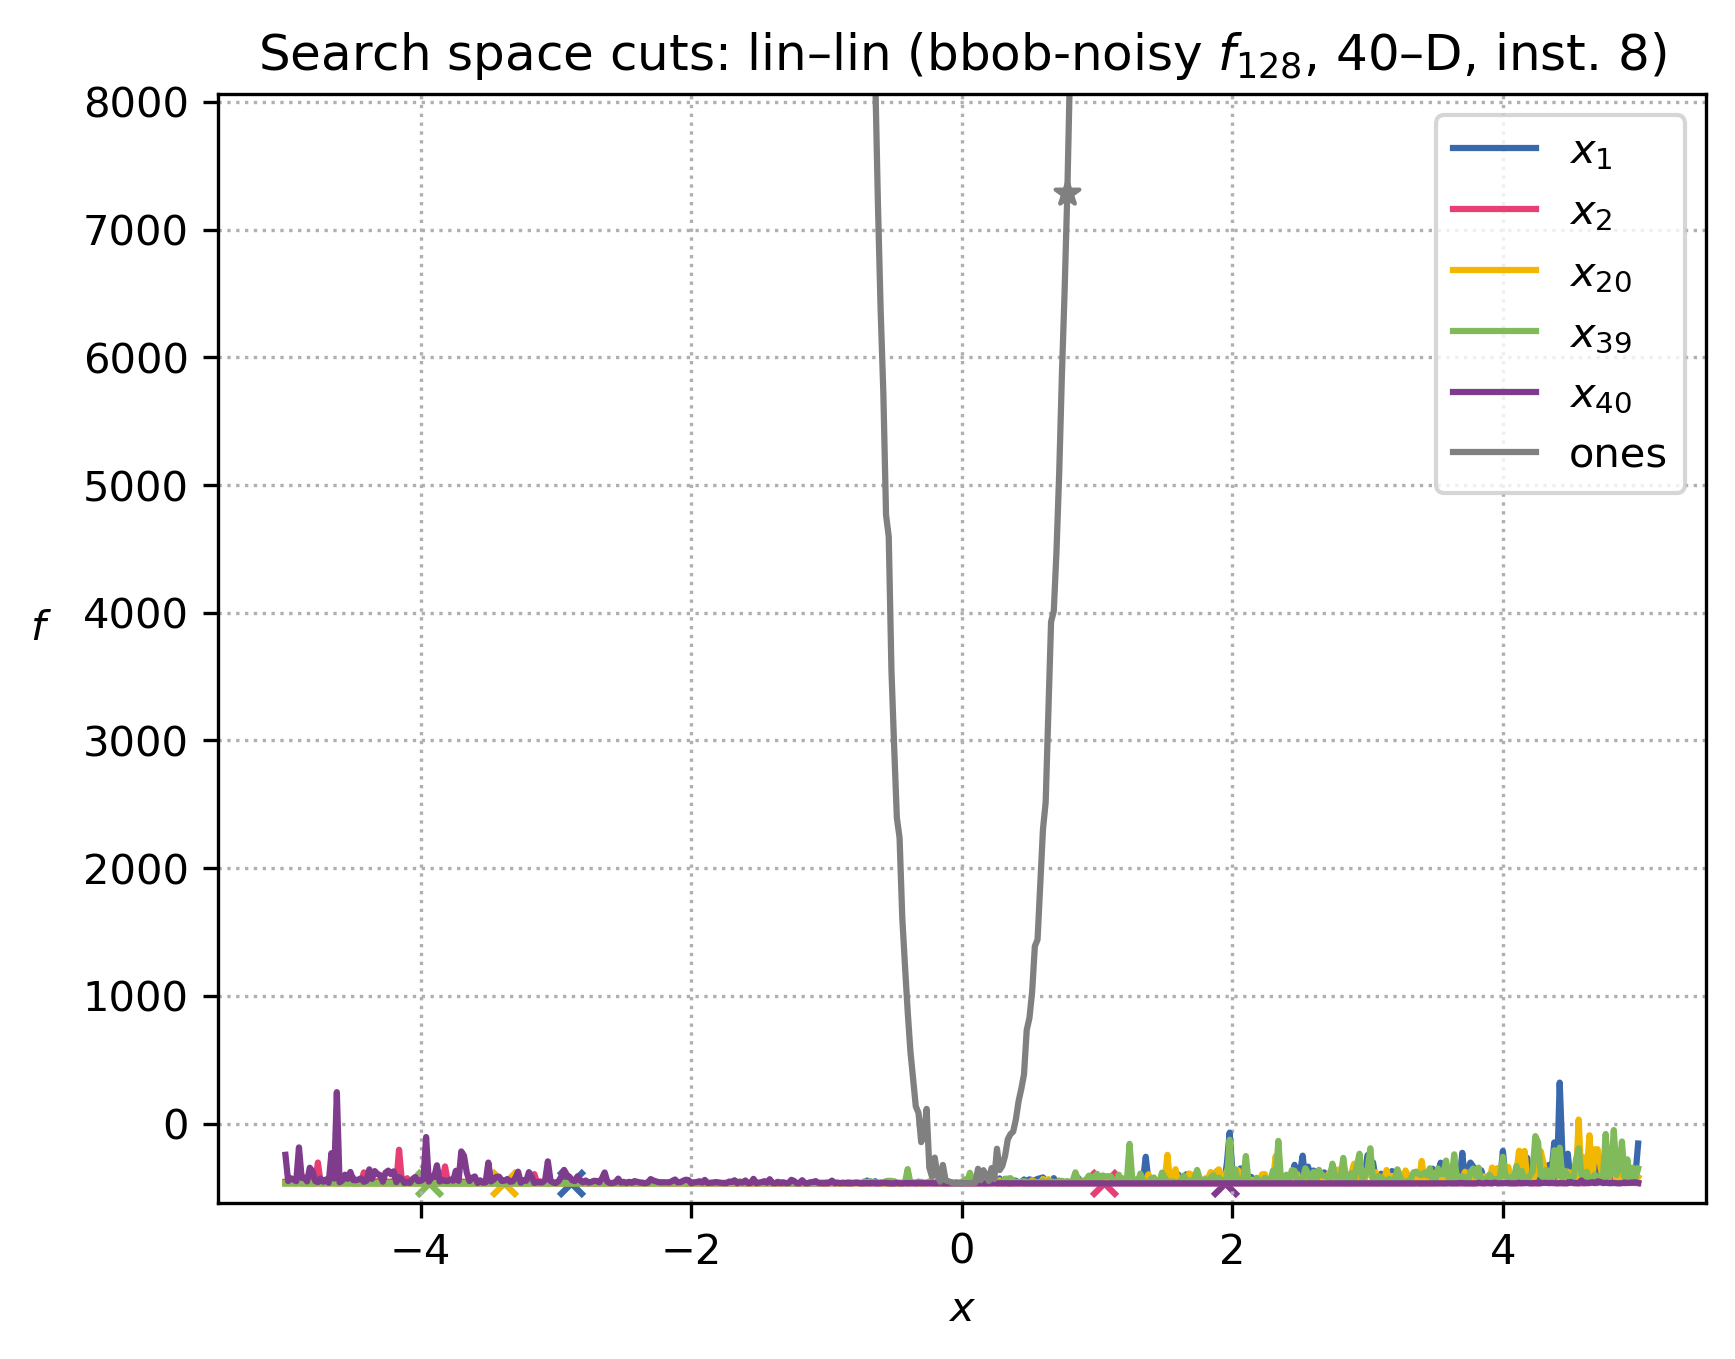 Search space cuts: lin–lin (bbob-noisy f₁₂₈, 40–D, inst. 8)
8000
7000
6000
5000
4000
3000
2000
1000
0
f
−4
−2
0
2
4
x
x₁
x₂
x₂₀
x₃₉
x₄₀
ones